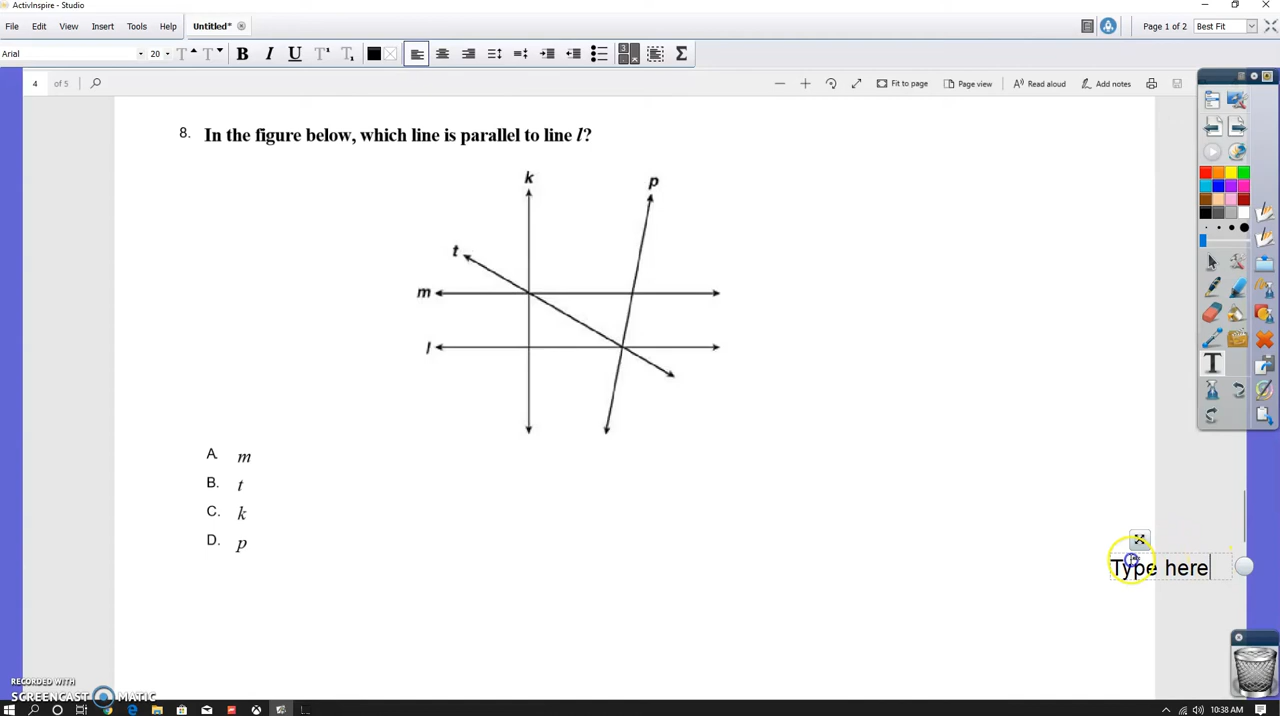 ActivInspire - Studio
File Edit View Insert Tools Help Untitled* Page 1 of 2 Best Fit
Arial 20 T T B I U T¹ T₁ Σ
4 of 5 Fit to page Page view Read aloud Add notes
8. In the figure below, which line is parallel to line l?
k
p
t
m
l
A. m
B. t
C. k
D. p
Type here
RECORDED WITH
SCREENCAST MATIC
10:38 AM